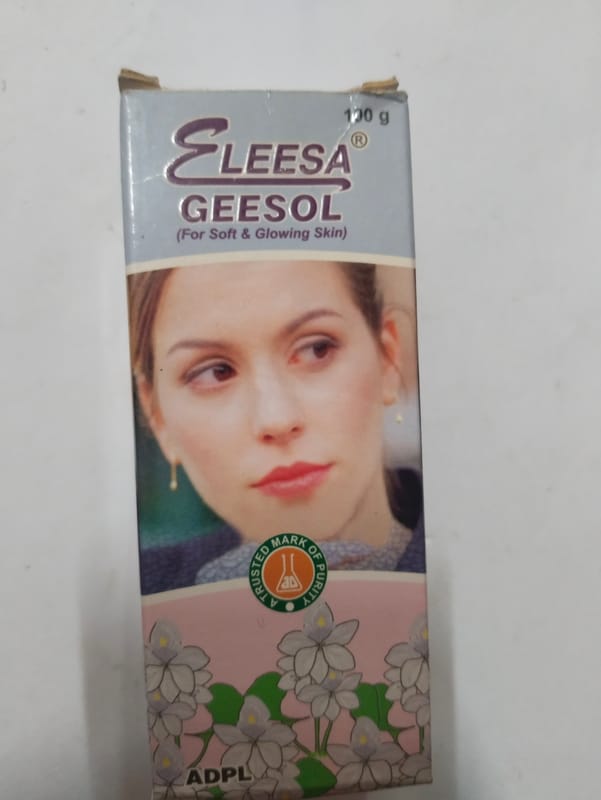 100 g
ELEESA®
GEESOL
(For Soft & Glowing Skin)
A TRUSTED MARK OF PURITY
ADPL